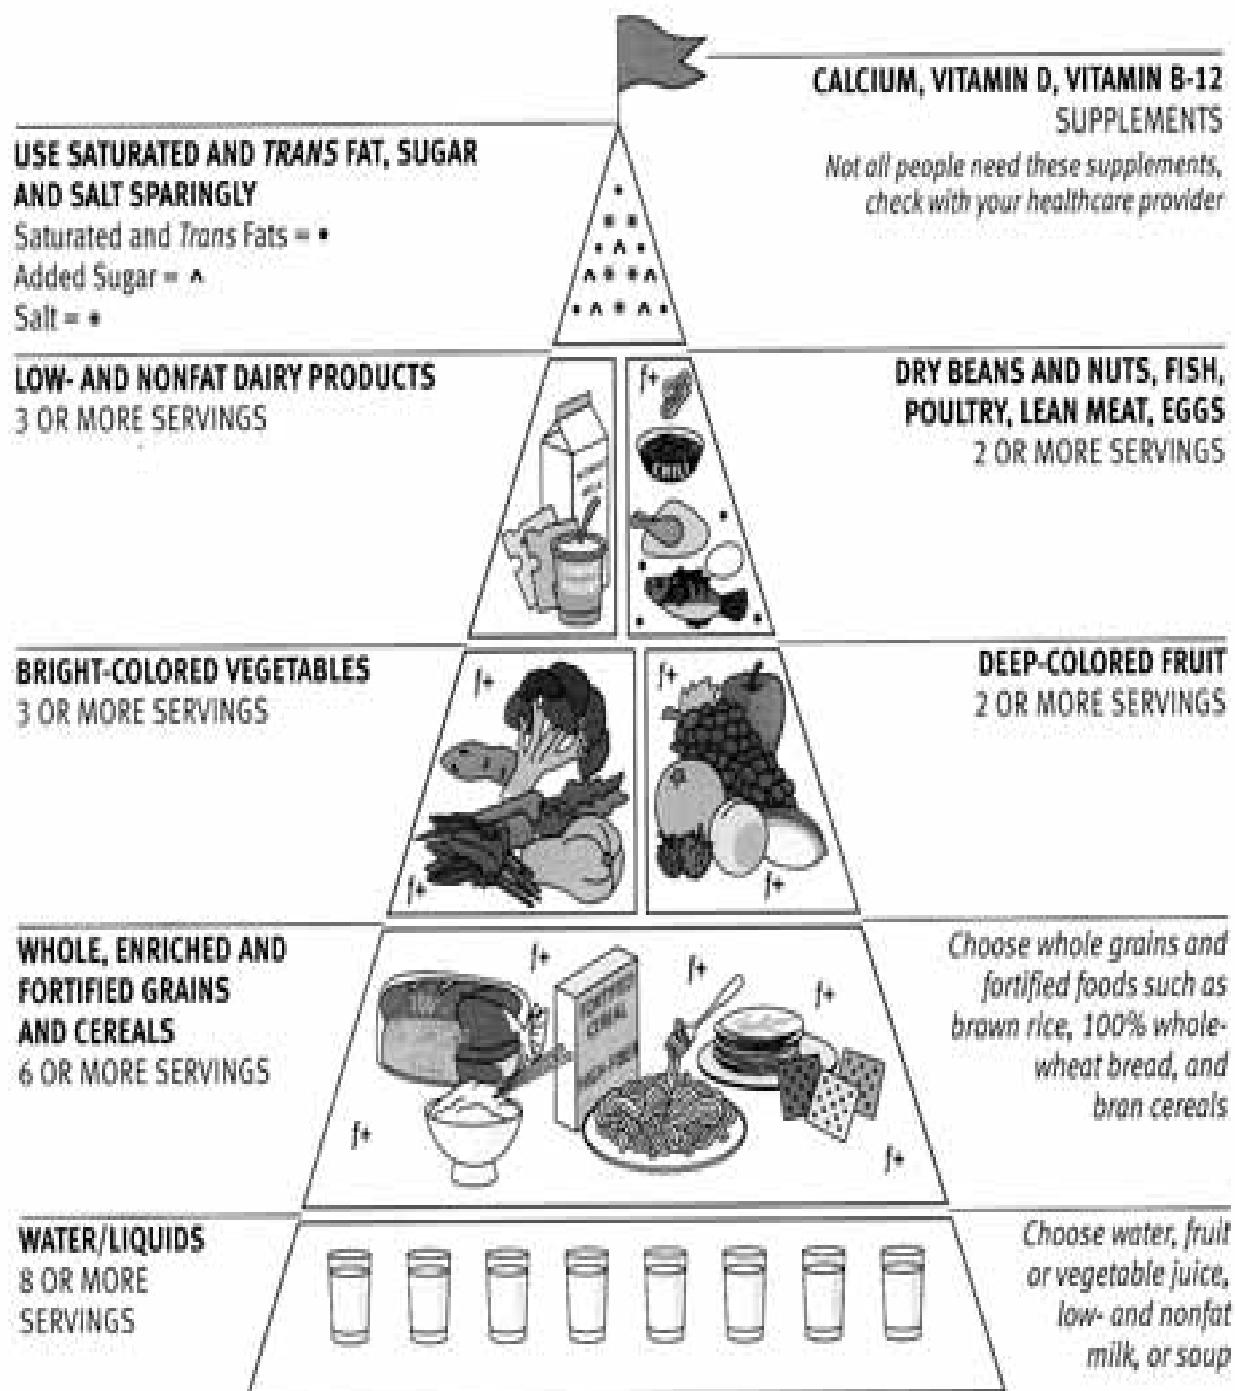 CALCIUM, VITAMIN D, VITAMIN B-12
SUPPLEMENTS
Not all people need these supplements,
check with your healthcare provider
USE SATURATED AND TRANS FAT, SUGAR
AND SALT SPARINGLY
Saturated and Trans Fats = •
Added Sugar = ^
Salt = *
LOW- AND NONFAT DAIRY PRODUCTS
3 OR MORE SERVINGS
DRY BEANS AND NUTS, FISH,
POULTRY, LEAN MEAT, EGGS
2 OR MORE SERVINGS
f+
CHILI
MILK
BRIGHT-COLORED VEGETABLES
3 OR MORE SERVINGS
f+
f+
DEEP-COLORED FRUIT
2 OR MORE SERVINGS
f+
f+
WHOLE, ENRICHED AND
FORTIFIED GRAINS
AND CEREALS
6 OR MORE SERVINGS
f+
f+
f+
f+
f+
FORTIFIED
CEREAL
HIGH-FIBER
Choose whole grains and
fortified foods such as
brown rice, 100% whole-
wheat bread, and
bran cereals
WATER/LIQUIDS
8 OR MORE
SERVINGS
Choose water, fruit
or vegetable juice,
low- and nonfat
milk, or soup